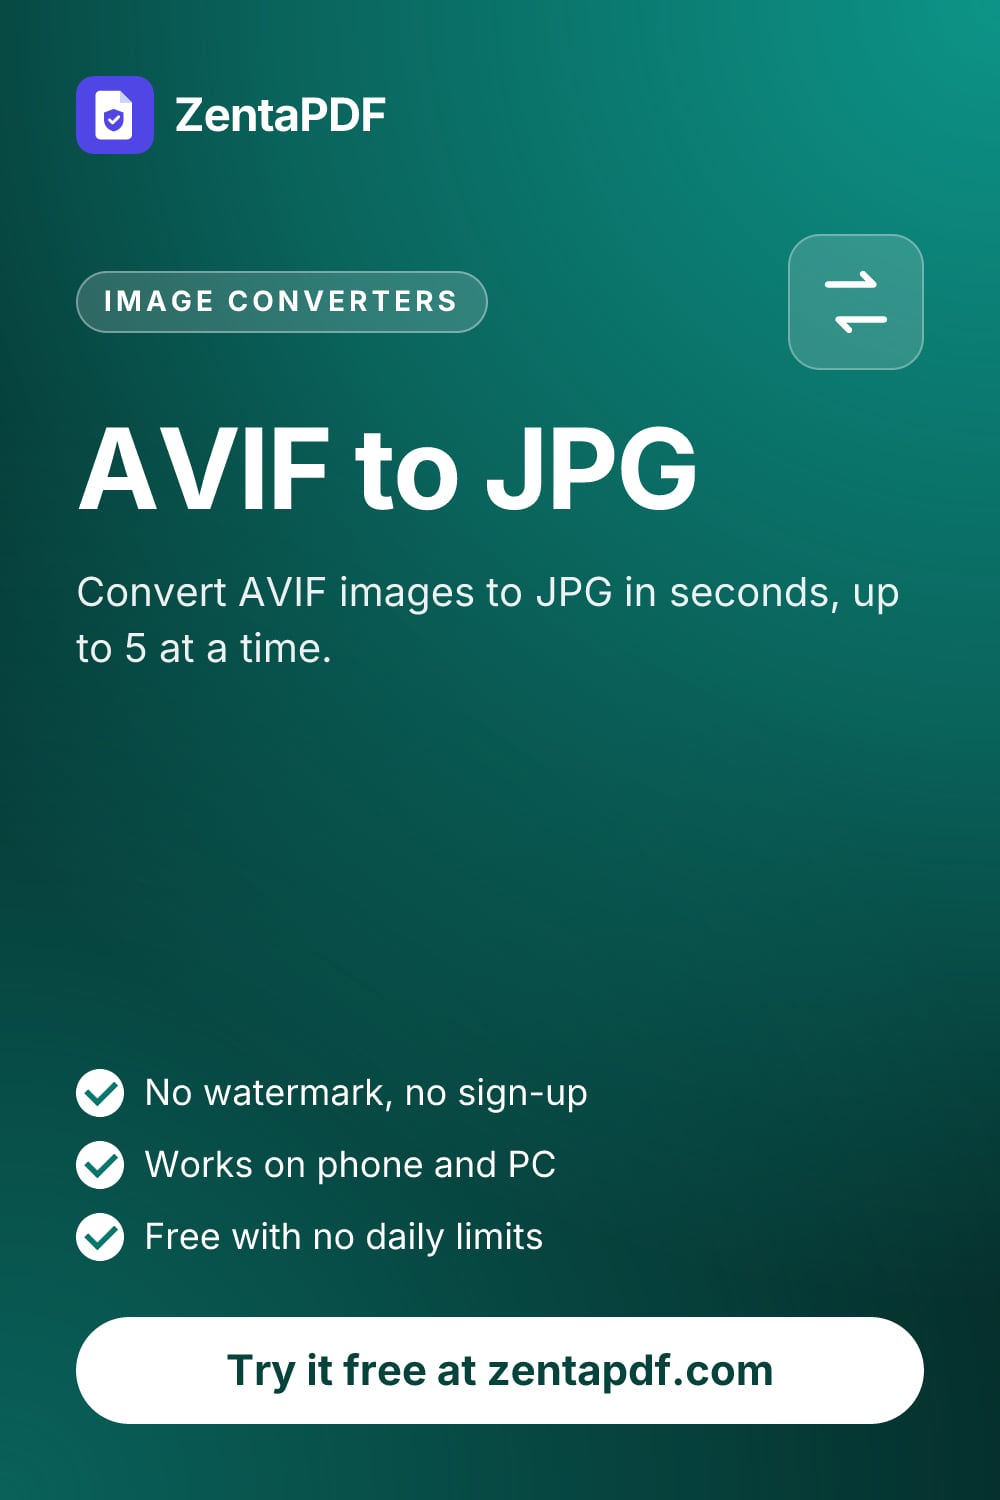 ZentaPDF
IMAGE CONVERTERS
AVIF to JPG
Convert AVIF images to JPG in seconds, up
to 5 at a time.
No watermark, no sign-up
Works on phone and PC
Free with no daily limits
Try it free at zentapdf.com